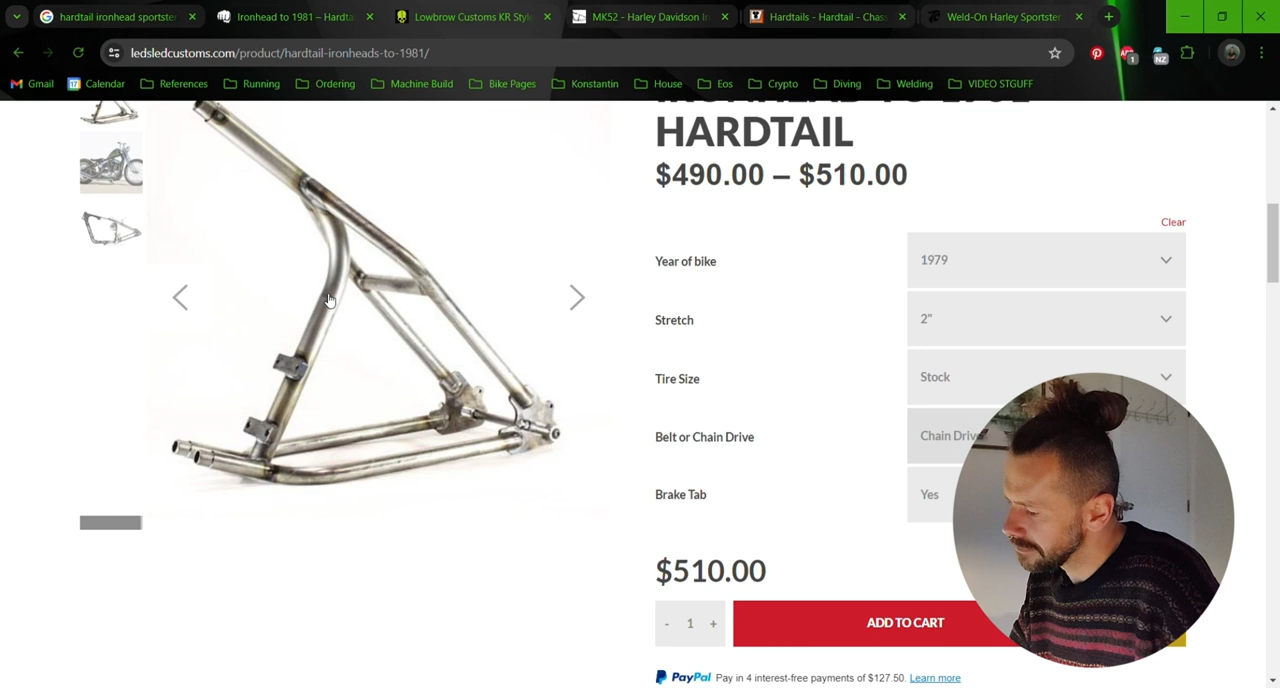 hardtail ironhead sportster
Ironhead to 1981 – Hardta
Lowbrow Customs KR Style
MK52 - Harley Davidson Ir
Hardtails - Hardtail - Chass
Weld-On Harley Sportster
ledsledcustoms.com/product/hardtail-ironheads-to-1981/
1
NZ
Gmail
17 Calendar
References
Running
Ordering
Machine Build
Bike Pages
Konstantin
House
Eos
Crypto
Diving
Welding
VIDEO STGUFF
HARDTAIL
$490.00 – $510.00
Clear
Year of bike
1979
Stretch
2"
Tire Size
Stock
Belt or Chain Drive
Chain Drive
Brake Tab
Yes
$510.00
- 1 +
ADD TO CART
PayPal Pay in 4 interest-free payments of $127.50. Learn more